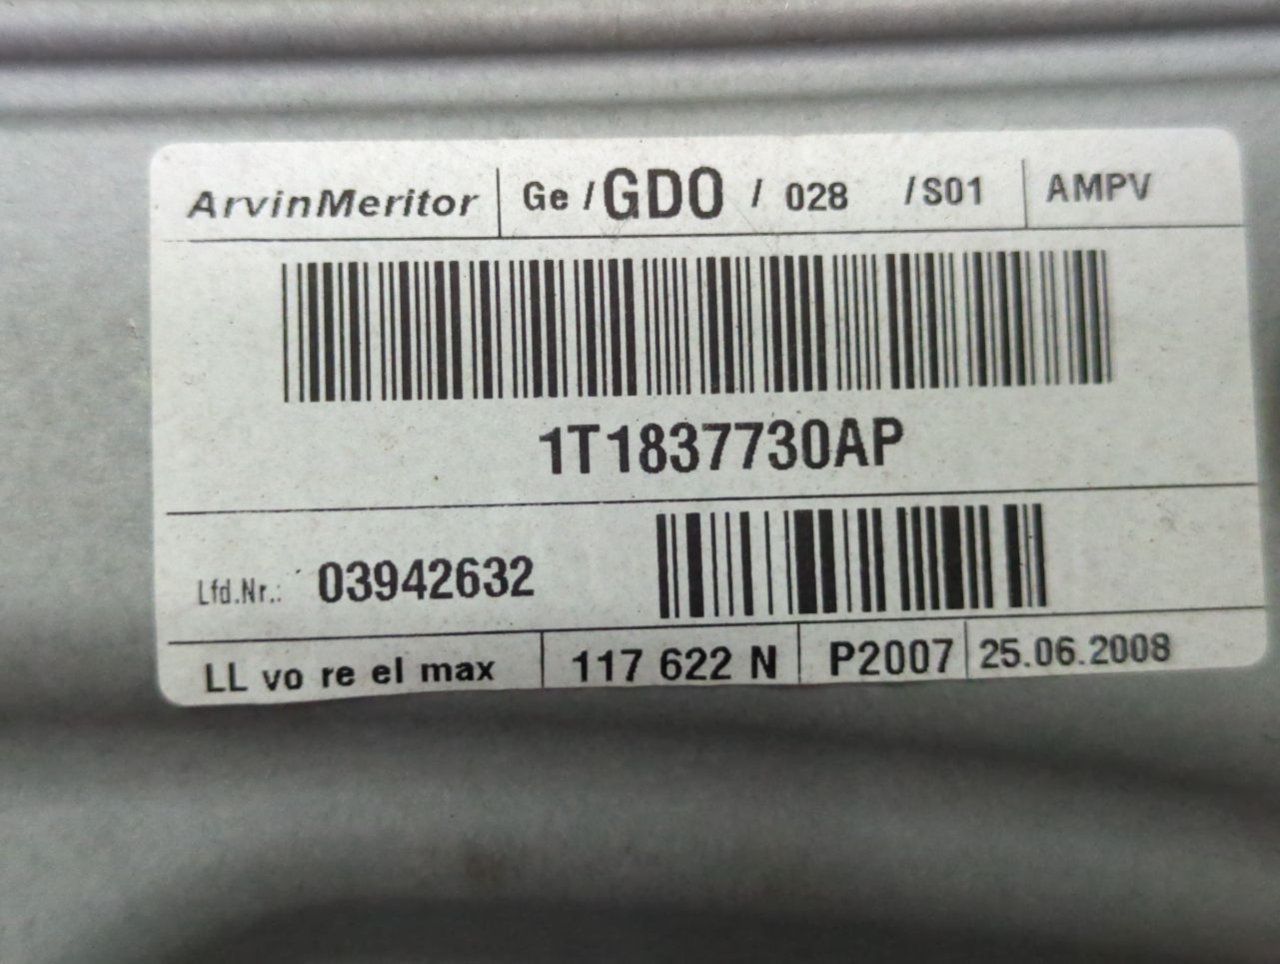 ArvinMeritor Ge / GDO / 028 / S01 AMPV
1T1837730AP
Lfd.Nr.: 03942632
LL vo re el max 117 622 N P2007 25.06.2008